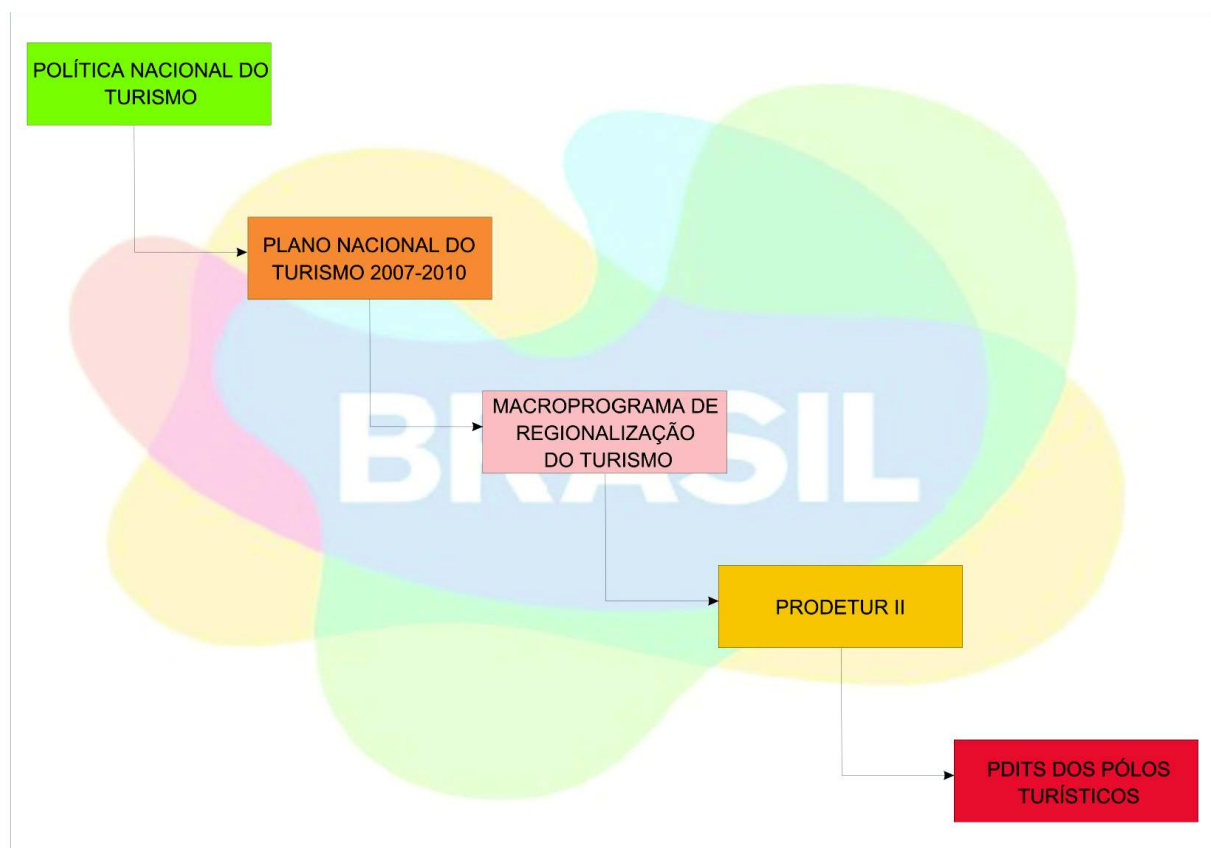 POLÍTICA NACIONAL DO
TURISMO
PLANO NACIONAL DO
TURISMO 2007-2010
MACROPROGRAMA DE
REGIONALIZAÇÃO
DO TURISMO
BRASIL
PRODETUR II
PDITS DOS PÓLOS
TURÍSTICOS